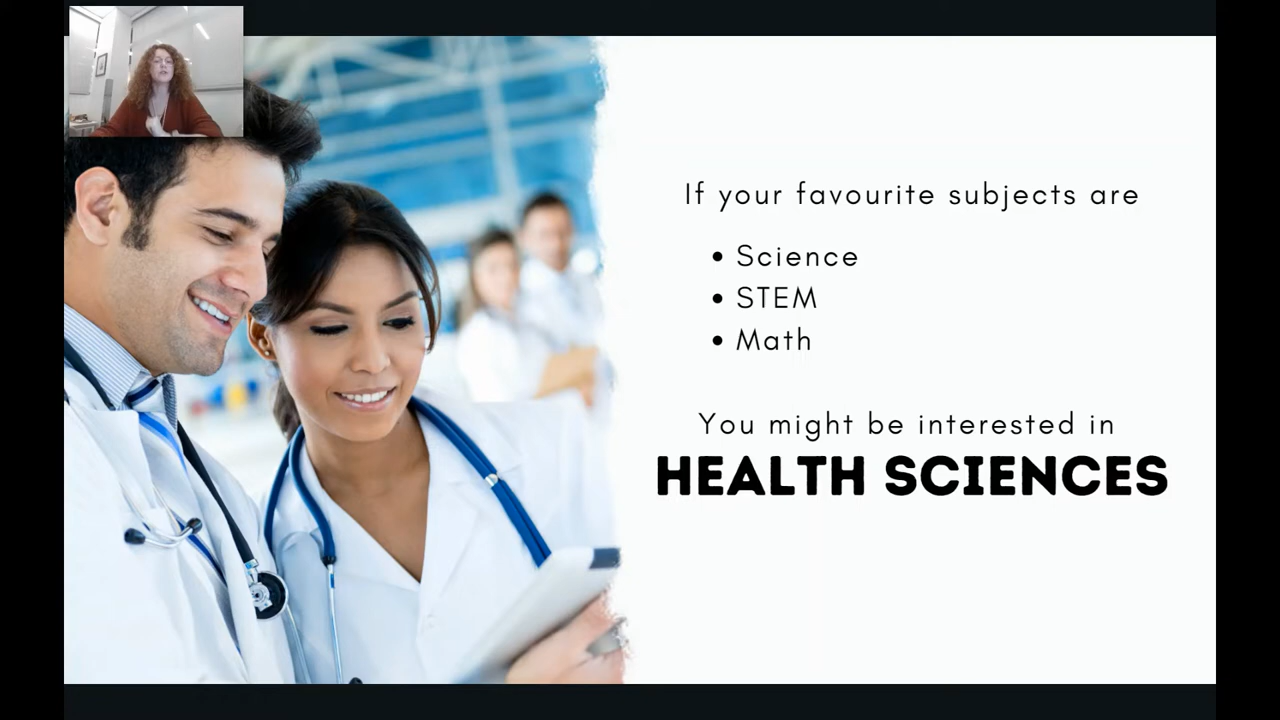 If your favourite subjects are
• Science
• STEM
• Math
You might be interested in
HEALTH SCIENCES